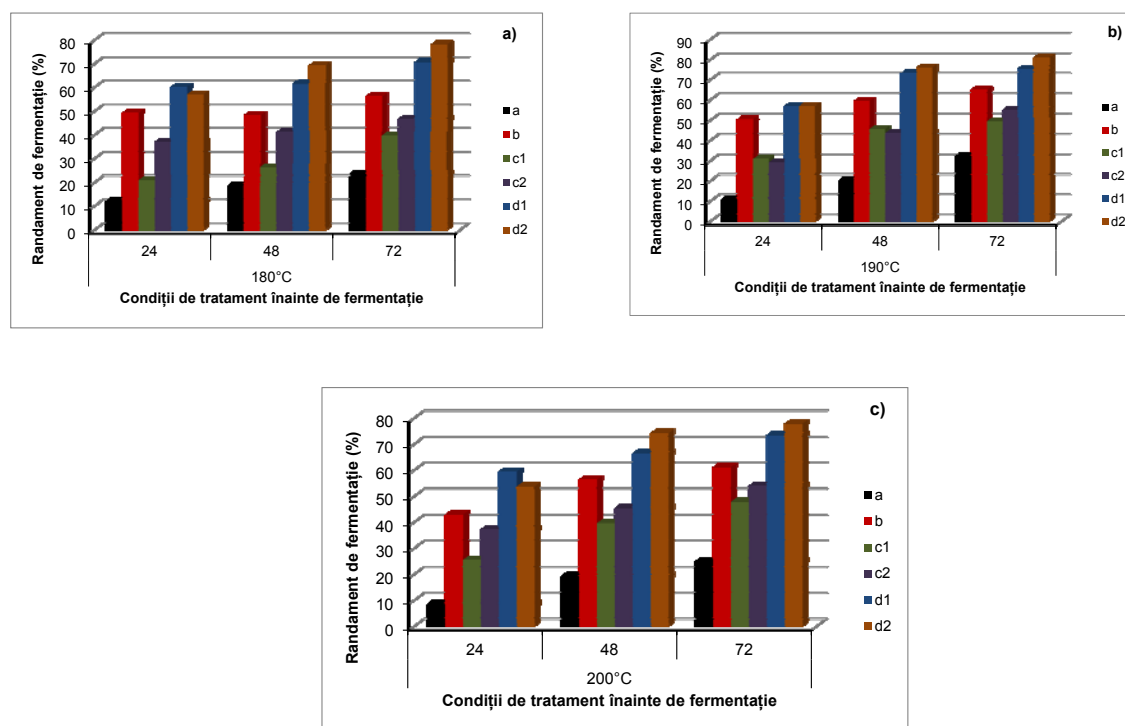 a)
Randament de fermentație (%)
80
70
60
50
40
30
20
10
0
24 48 72
180°C
Condiții de tratament înainte de fermentație
a
b
c1
c2
d1
d2
b)
Randament de fermentație (%)
90
80
70
60
50
40
30
20
10
0
24 48 72
190°C
Condiții de tratament înainte de fermentație
a
b
c1
c2
d1
d2
c)
Randament de fermentație (%)
80
70
60
50
40
30
20
10
0
24 48 72
200°C
Condiții de tratament înainte de fermentație
a
b
c1
c2
d1
d2